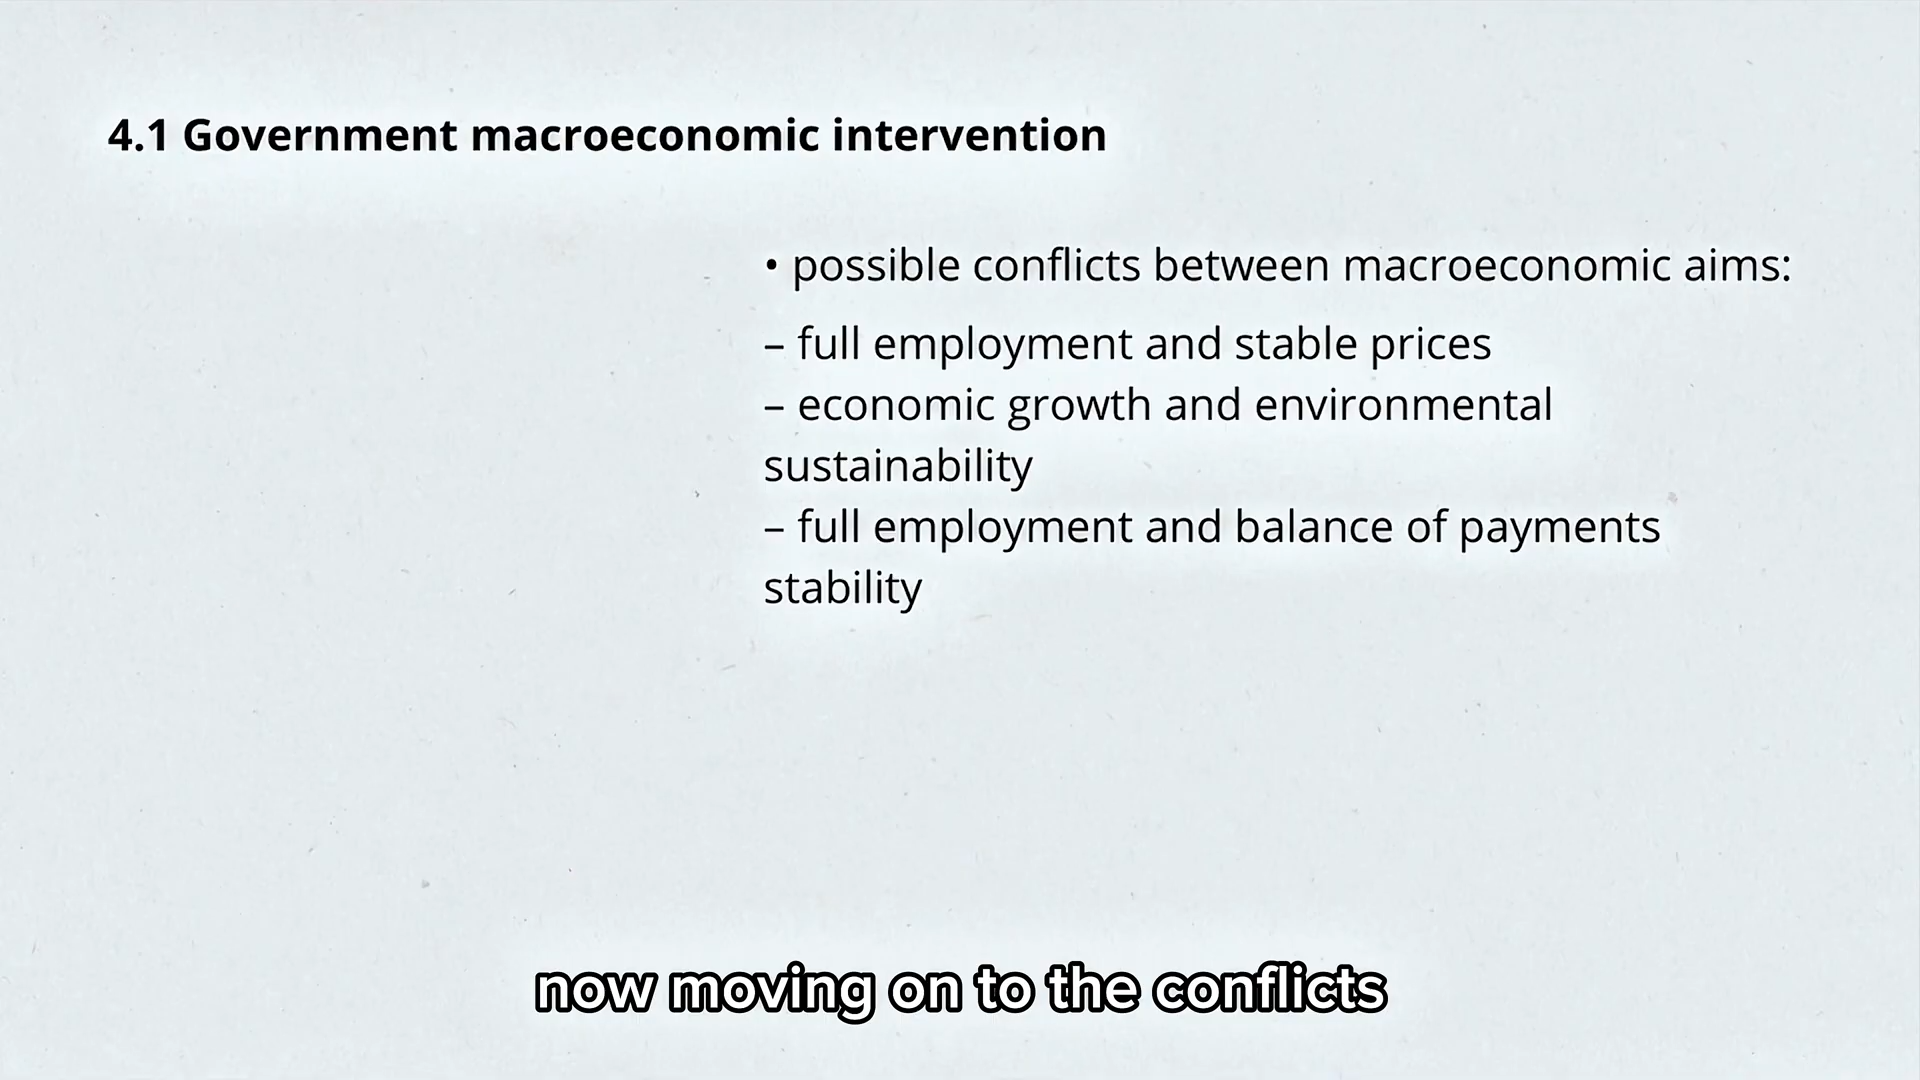 4.1 Government macroeconomic intervention
• possible conflicts between macroeconomic aims:
– full employment and stable prices
– economic growth and environmental
sustainability
– full employment and balance of payments
stability
now moving on to the conflicts